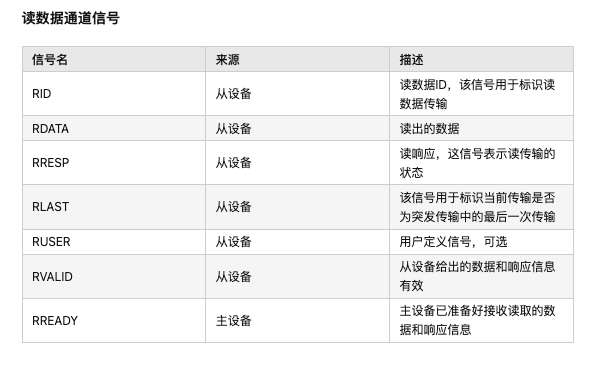 读数据通道信号
信号名 来源 描述
RID 从设备 读数据ID，该信号用于标识读
数据传输
RDATA 从设备 读出的数据
RRESP 从设备 读响应，这信号表示读传输的
状态
RLAST 从设备 该信号用于标识当前传输是否
为突发传输中的最后一次传输
RUSER 从设备 用户定义信号，可选
RVALID 从设备 从设备给出的数据和响应信息
有效
RREADY 主设备 主设备已准备好接收读取的数
据和响应信息